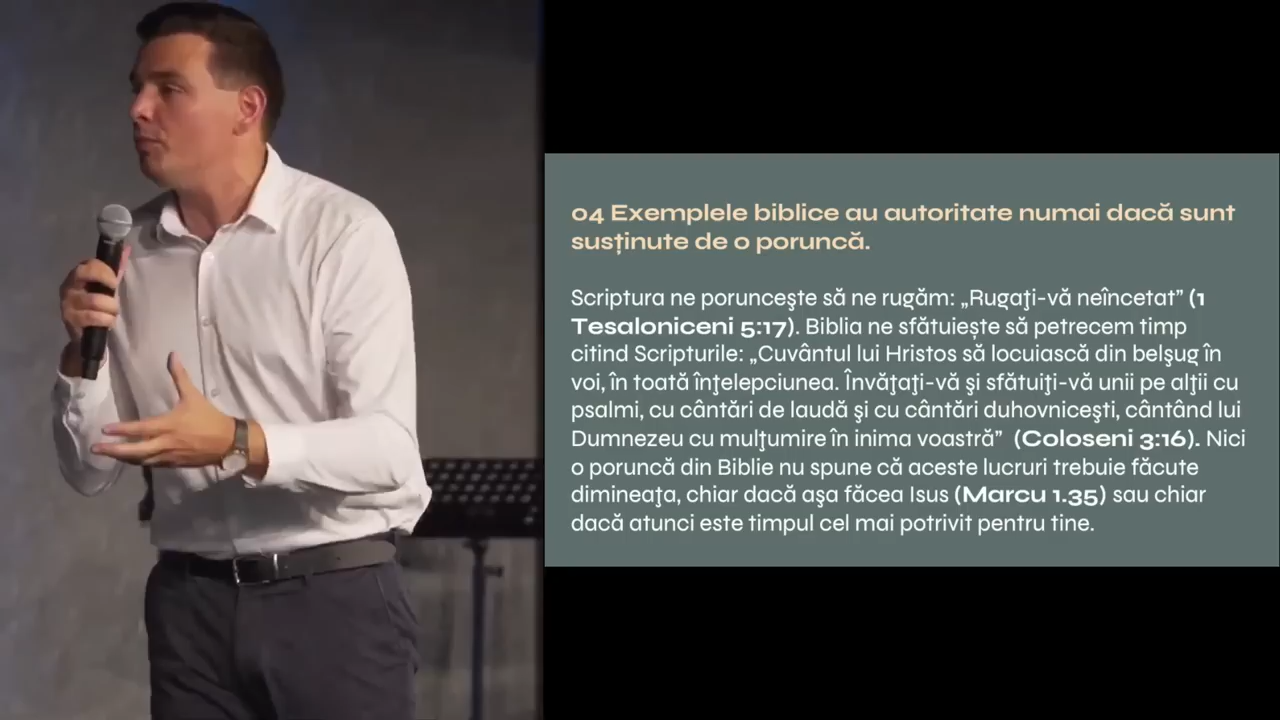 04 Exemplele biblice au autoritate numai dacă sunt
susținute de o poruncă.
Scriptura ne porunceşte să ne rugăm: „Rugaţi-vă neîncetat” (1
Tesaloniceni 5:17). Biblia ne sfătuiește să petrecem timp
citind Scripturile: „Cuvântul lui Hristos să locuiască din belşug în
voi, în toată înţelepciunea. Învăţaţi-vă şi sfătuiţi-vă unii pe alţii cu
psalmi, cu cântări de laudă şi cu cântări duhovniceşti, cântând lui
Dumnezeu cu mulţumire în inima voastră” (Coloseni 3:16). Nici
o poruncă din Biblie nu spune că aceste lucruri trebuie făcute
dimineaţa, chiar dacă aşa făcea Isus (Marcu 1.35) sau chiar
dacă atunci este timpul cel mai potrivit pentru tine.